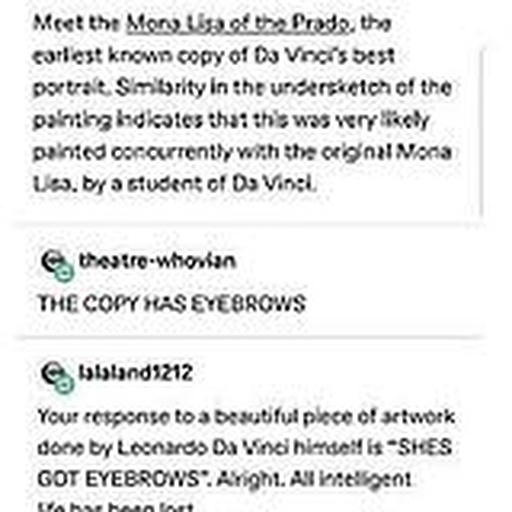 Meet the Mona Lisa of the Prado, the
earliest known copy of Da Vinci's best
portrait. Similarity in the undersketch of the
painting indicates that this was very likely
painted concurrently with the original Mona
Lisa, by a student of Da Vinci.
theatre-whovian
THE COPY HAS EYEBROWS
lalaland1212
Your response to a beautiful piece of artwork
done by Leonardo Da Vinci himself is "SHES
GOT EYEBROWS". Alright. All intelligent
life has been lost